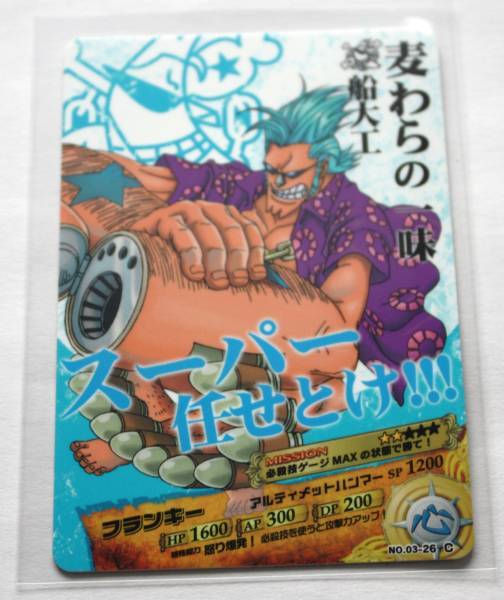 麦わらの一味
船大工
スーパー
任せとけ!!!
MISSION
必殺技ゲージMAXの状態で勝て!
アルティメットハンマー SP 1200
フランキー
HP 1600 AP 300 DP 200
怒り爆発! 必殺技を使うと攻撃力アップ
心
NO.03-26 C